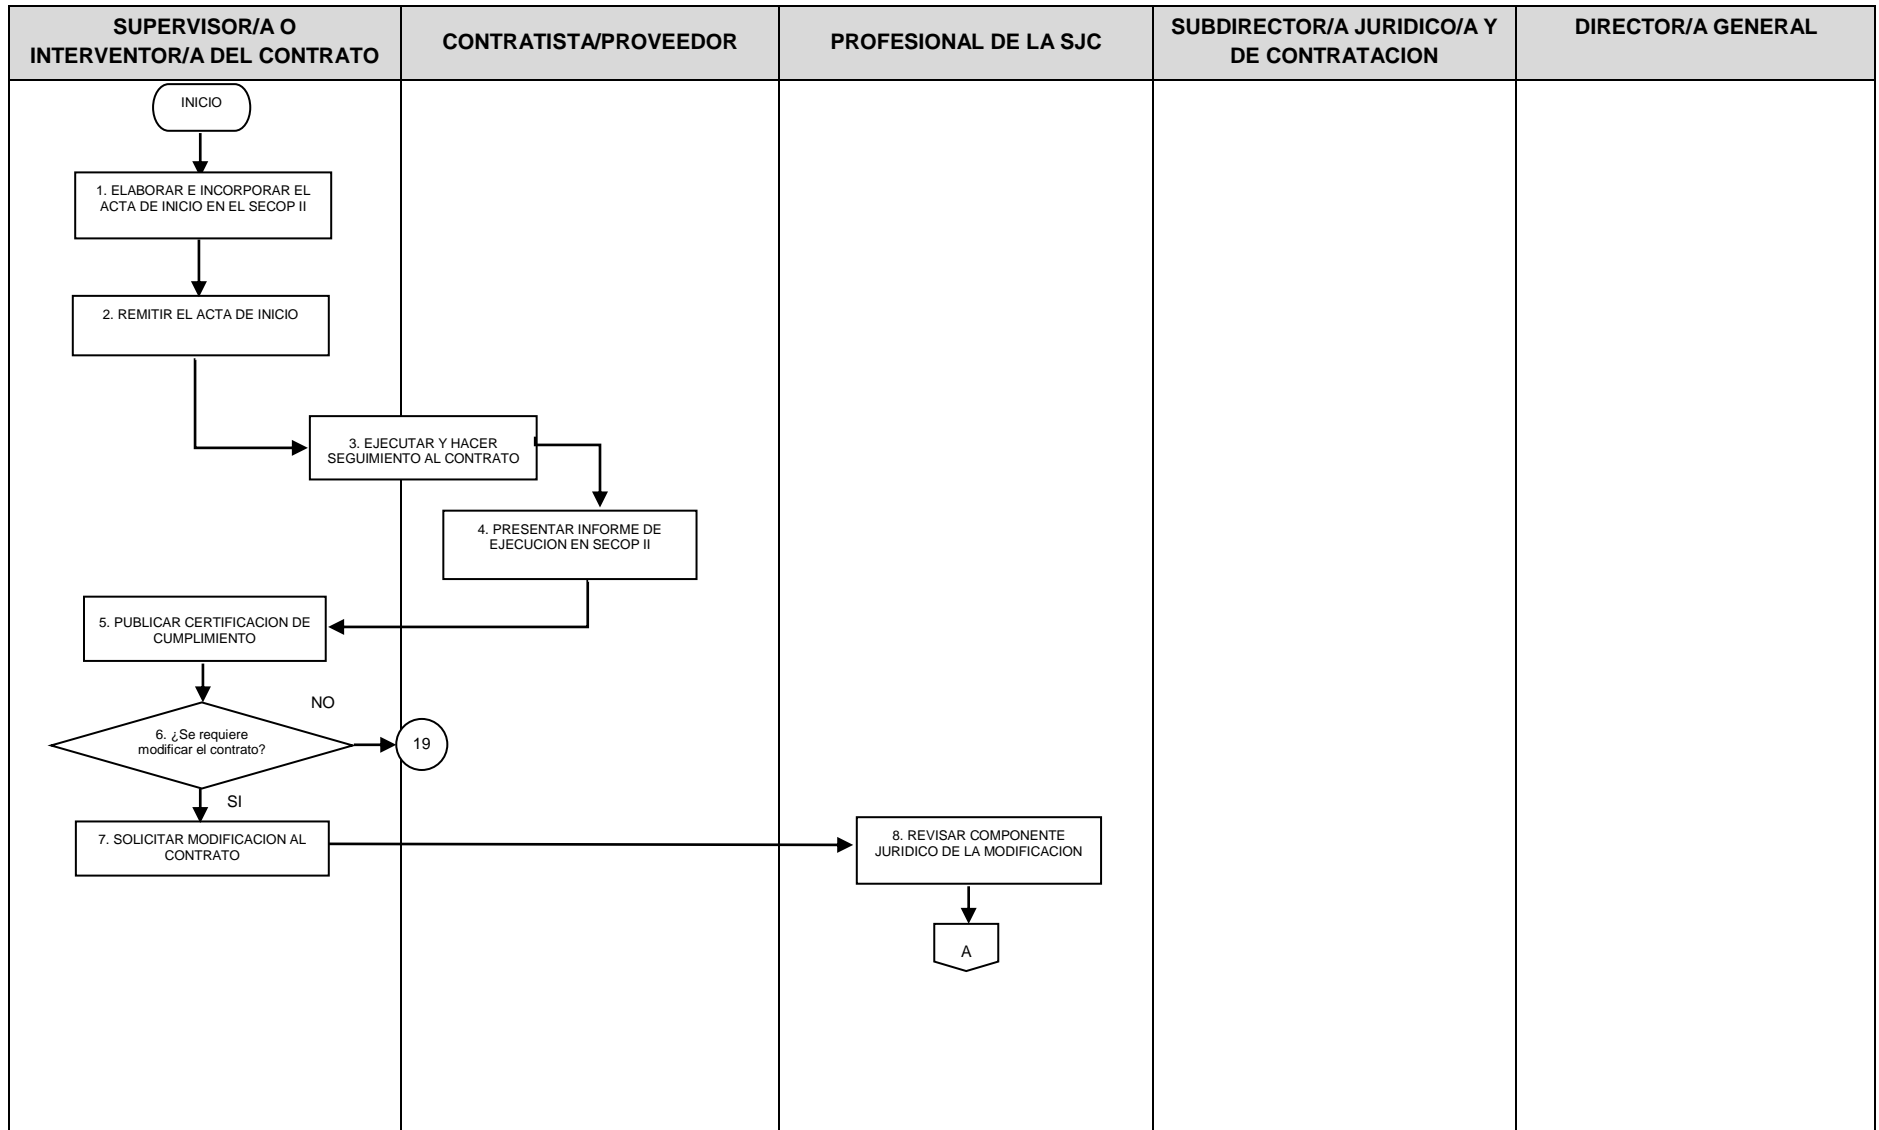 SUPERVISOR/A O
INTERVENTOR/A DEL CONTRATO
CONTRATISTA/PROVEEDOR
PROFESIONAL DE LA SJC
SUBDIRECTOR/A JURIDICO/A Y
DE CONTRATACION
DIRECTOR/A GENERAL
INICIO
1. ELABORAR E INCORPORAR EL
ACTA DE INICIO EN EL SECOP II
2. REMITIR EL ACTA DE INICIO
3. EJECUTAR Y HACER
SEGUIMIENTO AL CONTRATO
4. PRESENTAR INFORME DE
EJECUCION EN SECOP II
5. PUBLICAR CERTIFICACION DE
CUMPLIMIENTO
NO
6. ¿Se requiere
modificar el contrato?
19
SI
7. SOLICITAR MODIFICACION AL
CONTRATO
8. REVISAR COMPONENTE
JURIDICO DE LA MODIFICACION
A